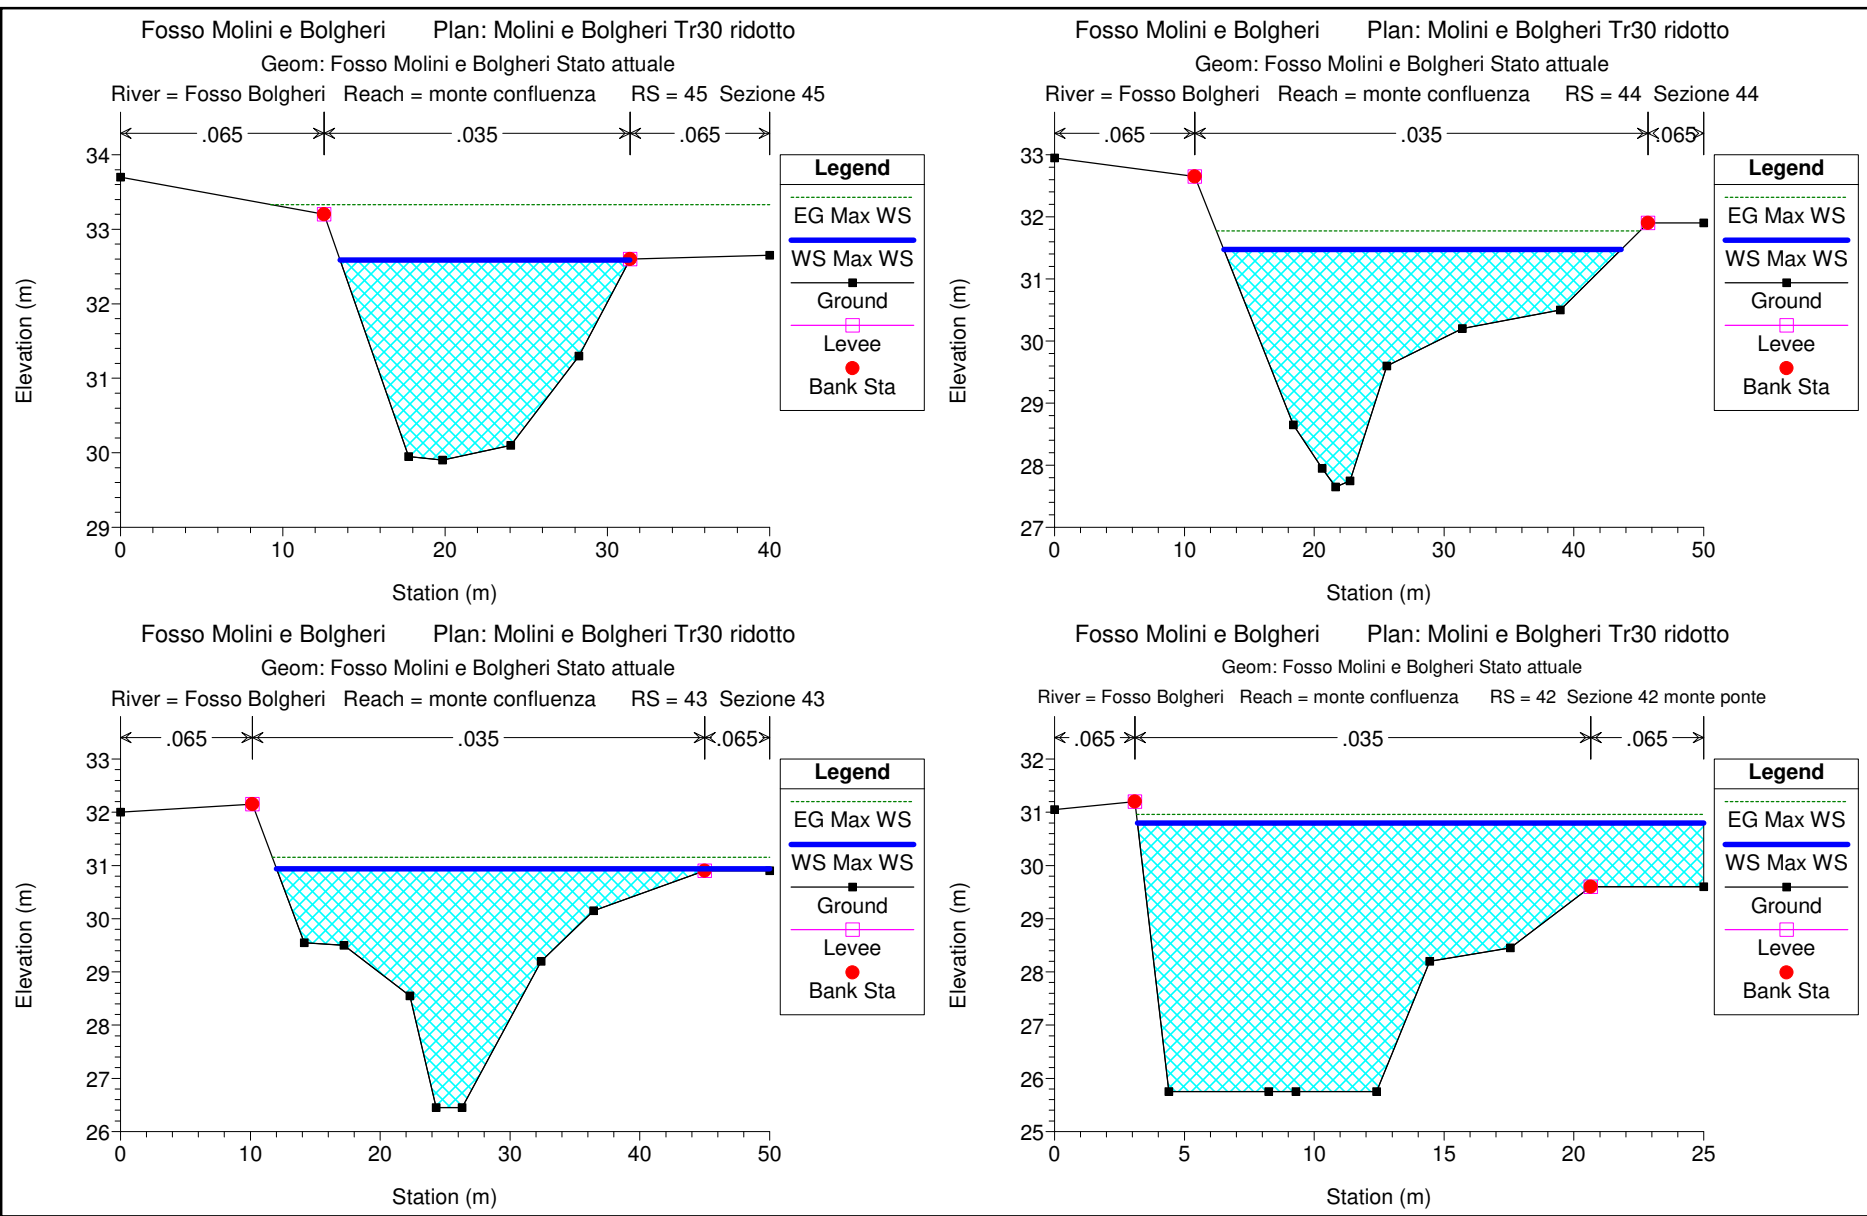 Fosso Molini e Bolgheri Plan: Molini e Bolgheri Tr30 ridotto
Geom: Fosso Molini e Bolgheri Stato attuale
River = Fosso Bolgheri Reach = monte confluenza RS = 45 Sezione 45
.065 .035 .065
34
33
32
31
30
29
0 10 20 30 40
Station (m)
Elevation (m)
Legend
EG Max WS
WS Max WS
Ground
Levee
Bank Sta
Fosso Molini e Bolgheri Plan: Molini e Bolgheri Tr30 ridotto
Geom: Fosso Molini e Bolgheri Stato attuale
River = Fosso Bolgheri Reach = monte confluenza RS = 44 Sezione 44
.065 .035 .065
33
32
31
30
29
28
27
0 10 20 30 40 50
Station (m)
Elevation (m)
Legend
EG Max WS
WS Max WS
Ground
Levee
Bank Sta
Fosso Molini e Bolgheri Plan: Molini e Bolgheri Tr30 ridotto
Geom: Fosso Molini e Bolgheri Stato attuale
River = Fosso Bolgheri Reach = monte confluenza RS = 43 Sezione 43
.065 .035 .065
33
32
31
30
29
28
27
26
0 10 20 30 40 50
Station (m)
Elevation (m)
Legend
EG Max WS
WS Max WS
Ground
Levee
Bank Sta
Fosso Molini e Bolgheri Plan: Molini e Bolgheri Tr30 ridotto
Geom: Fosso Molini e Bolgheri Stato attuale
River = Fosso Bolgheri Reach = monte confluenza RS = 42 Sezione 42 monte ponte
.065 .035 .065
32
31
30
29
28
27
26
25
0 5 10 15 20 25
Station (m)
Elevation (m)
Legend
EG Max WS
WS Max WS
Ground
Levee
Bank Sta